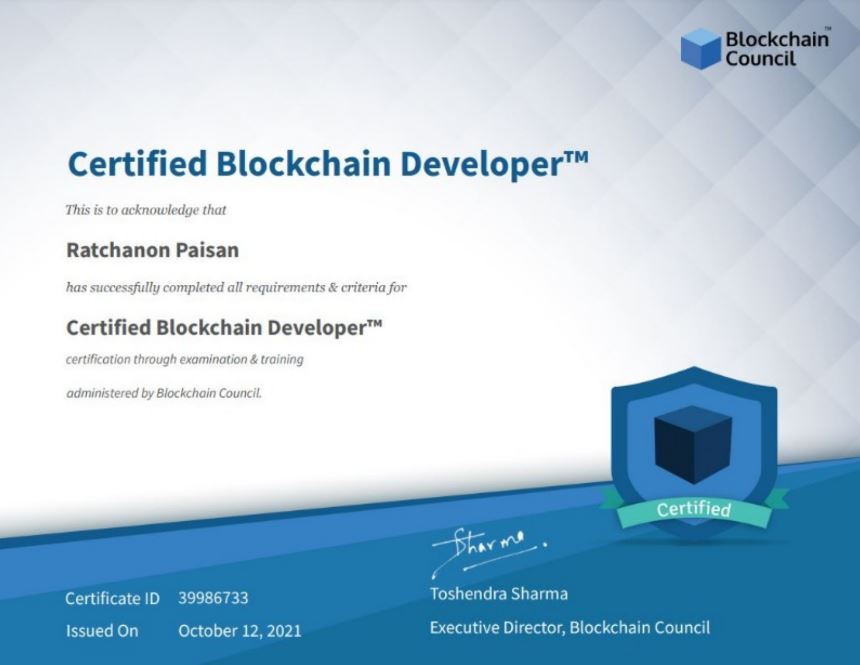 Blockchain™
Council
Certified Blockchain Developer™
This is to acknowledge that
Ratchanon Paisan
has successfully completed all requirements & criteria for
Certified Blockchain Developer™
certification through examination & training
administered by Blockchain Council.
Certified
Sharma
Toshendra Sharma
Executive Director, Blockchain Council
Certificate ID 39986733
Issued On October 12, 2021